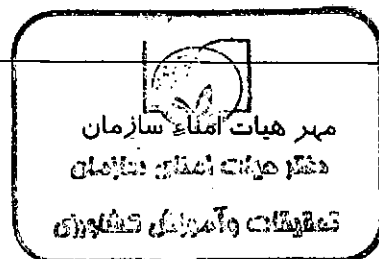 مهر هیات امناء سازمان
دفتر هیات امنای سازمان
تحقیقات وآموزش کشاورزی